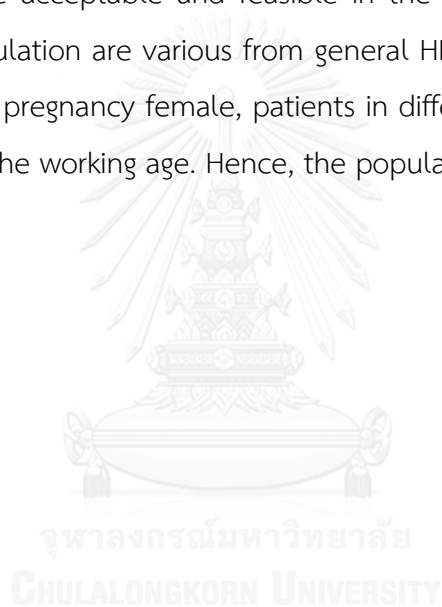 acceptable and feasible in the
ulation are various from general
pregnancy female, patients in
he working age. Hence, the popula
จุฬาลงกรณ์มหาวิทยาลัย
CHULALONGKORN UNIVERSITY